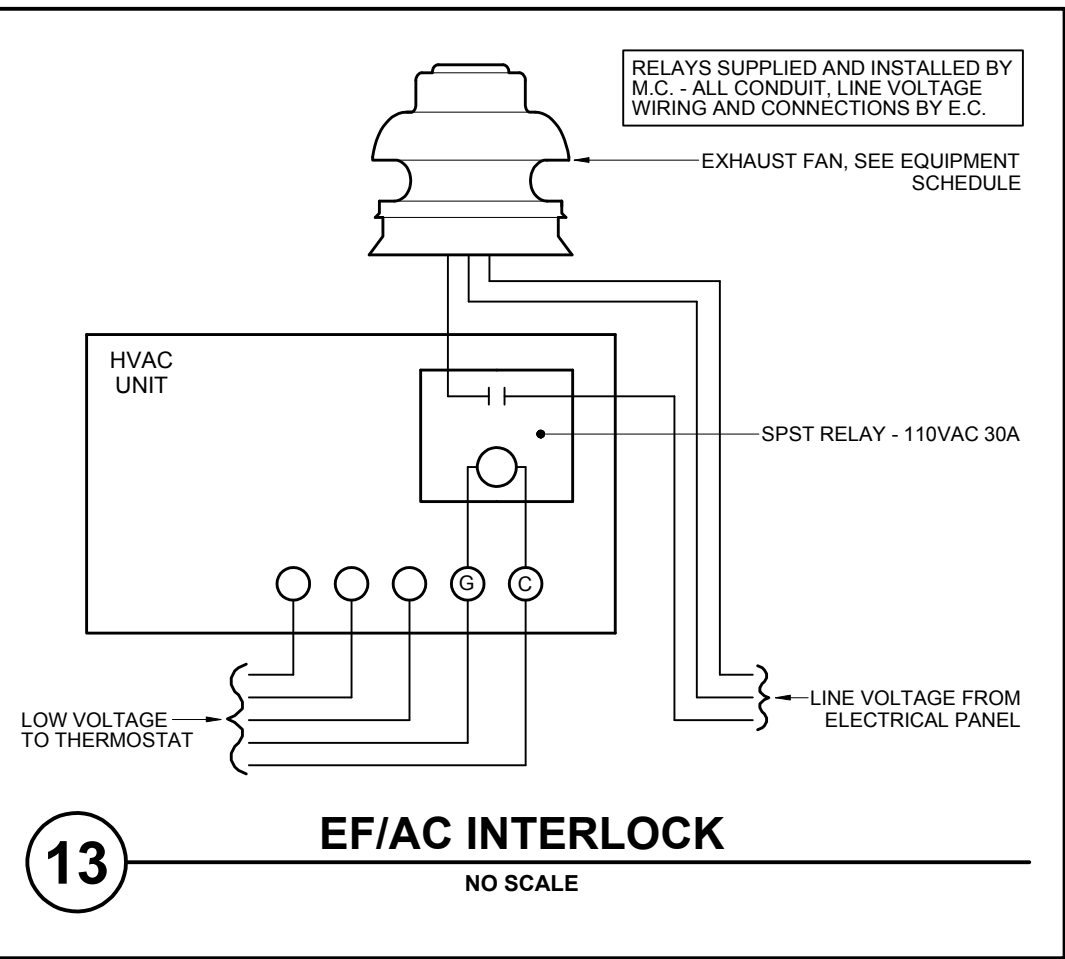 RELAYS SUPPLIED AND INSTALLED BY
M.C. - ALL CONDUIT, LINE VOLTAGE
WIRING AND CONNECTIONS BY E.C.
EXHAUST FAN, SEE EQUIPMENT
SCHEDULE
HVAC
UNIT
SPST RELAY - 110VAC 30A
G
C
LOW VOLTAGE
TO THERMOSTAT
LINE VOLTAGE FROM
ELECTRICAL PANEL
13
EF/AC INTERLOCK
NO SCALE